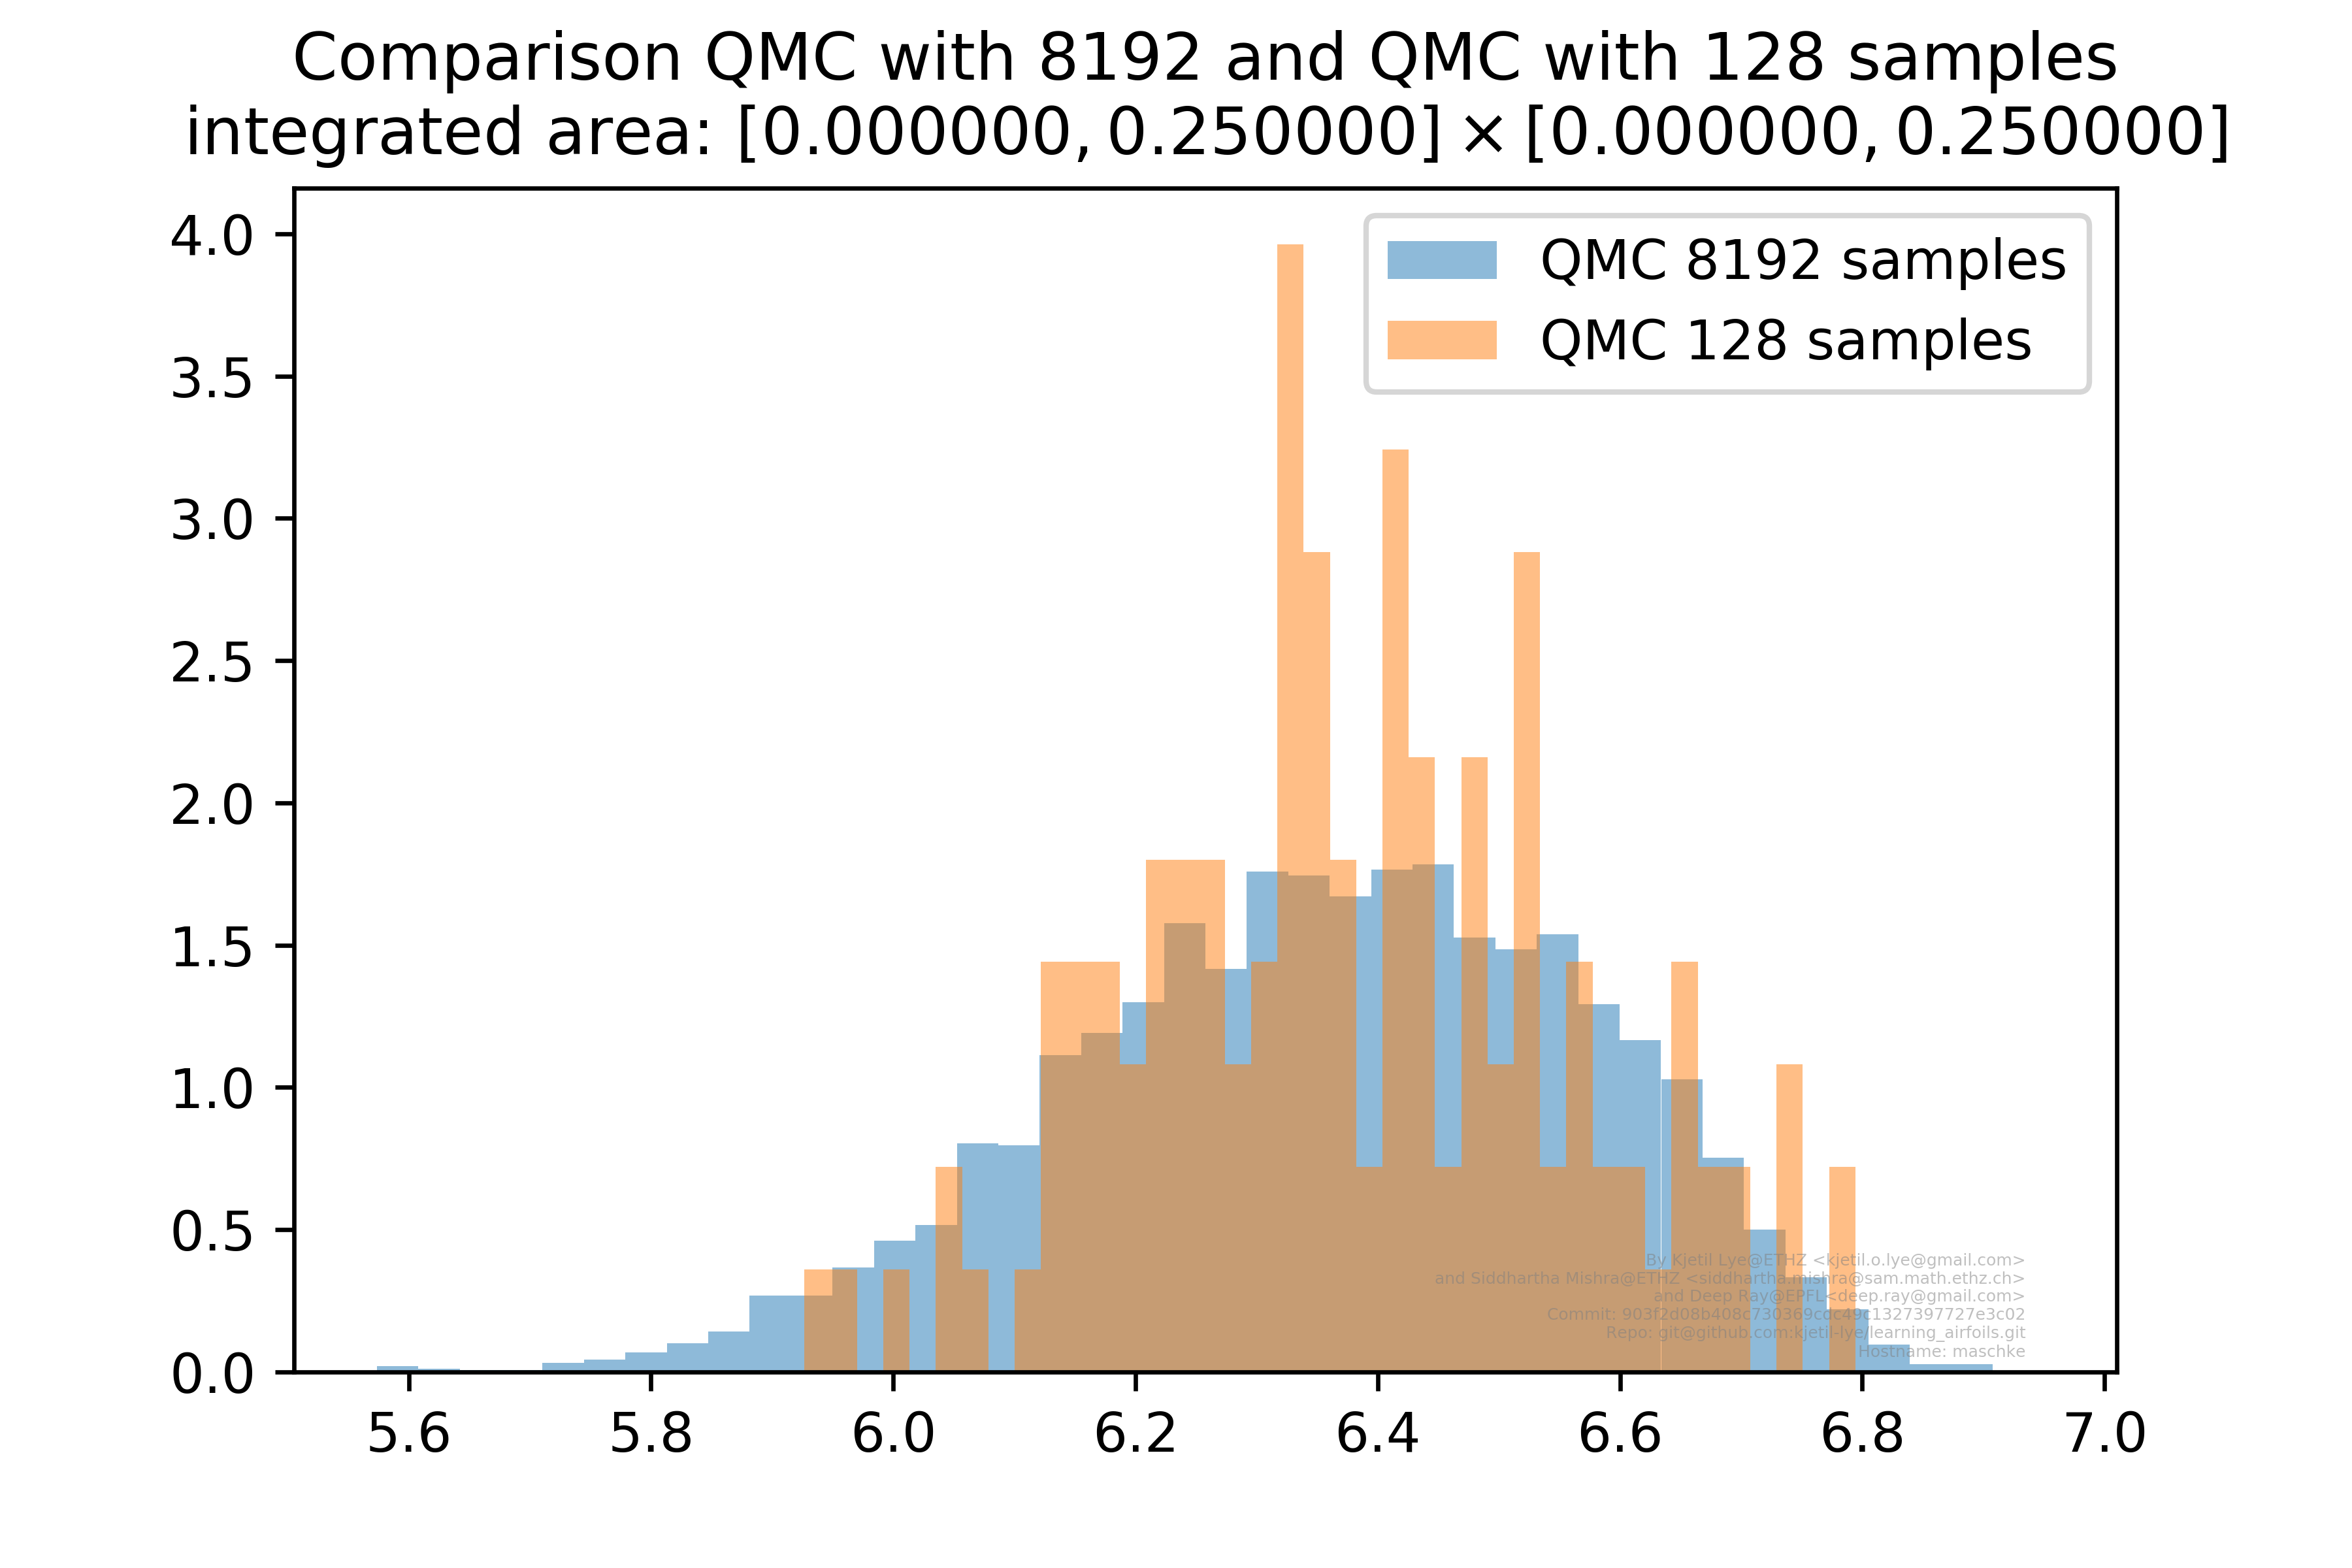 Comparison QMC with 8192 and QMC with 128 samples
integrated area: [0.000000, 0.250000] × [0.000000, 0.250000]
QMC 8192 samples
QMC 128 samples
4.0
3.5
3.0
2.5
2.0
1.5
1.0
0.5
0.0
By Kjetil Lye@ETHZ <kjetil.o.lye@gmail.com>
and Siddhartha Mishra@ETHZ <siddhartha.mishra@sam.math.ethz.ch>
and Deep Ray@EPFL<deep.ray@gmail.com>
Commit: 903f2d08b408c730369cdc49c1327397727e3c02
Repo: git@github.com:kjetil-lye/learning_airfoils.git
Hostname: maschke
5.6 5.8 6.0 6.2 6.4 6.6 6.8 7.0